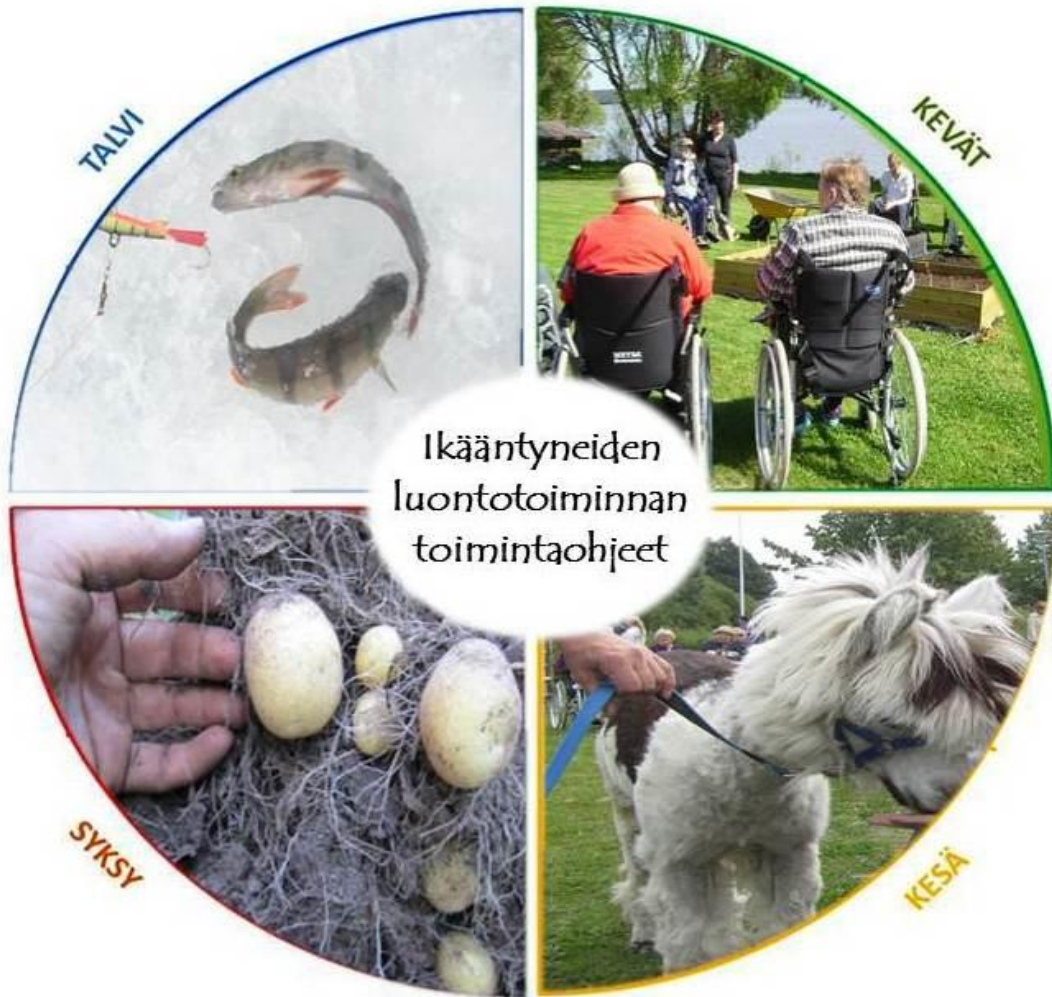 TALVI
KEVÄT
Ikääntyneiden
luontotoiminnan
toimintaohjeet
SYKSY
KESÄ